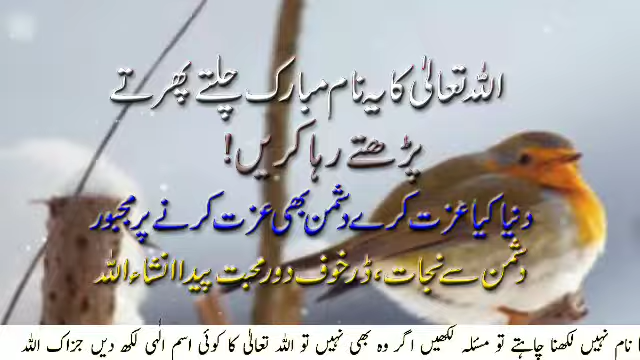 اللہ تعالیٰ کا یہ نام مبارک چلتے پھرتے
پڑھتے رہا کریں!
دنیا کیا عزت کرے دشمن بھی عزت کرنے پر مجبور
دشمن سے نجات، ڈر خوف دور محبت پیدا انشاء اللہ
نام نہیں لکھنا چاہتے تو مسئلہ لکھیں اگر وہ بھی نہیں تو اللہ تعالیٰ کا کوئی اسم الٰہی لکھ دیں جزاک اللہ